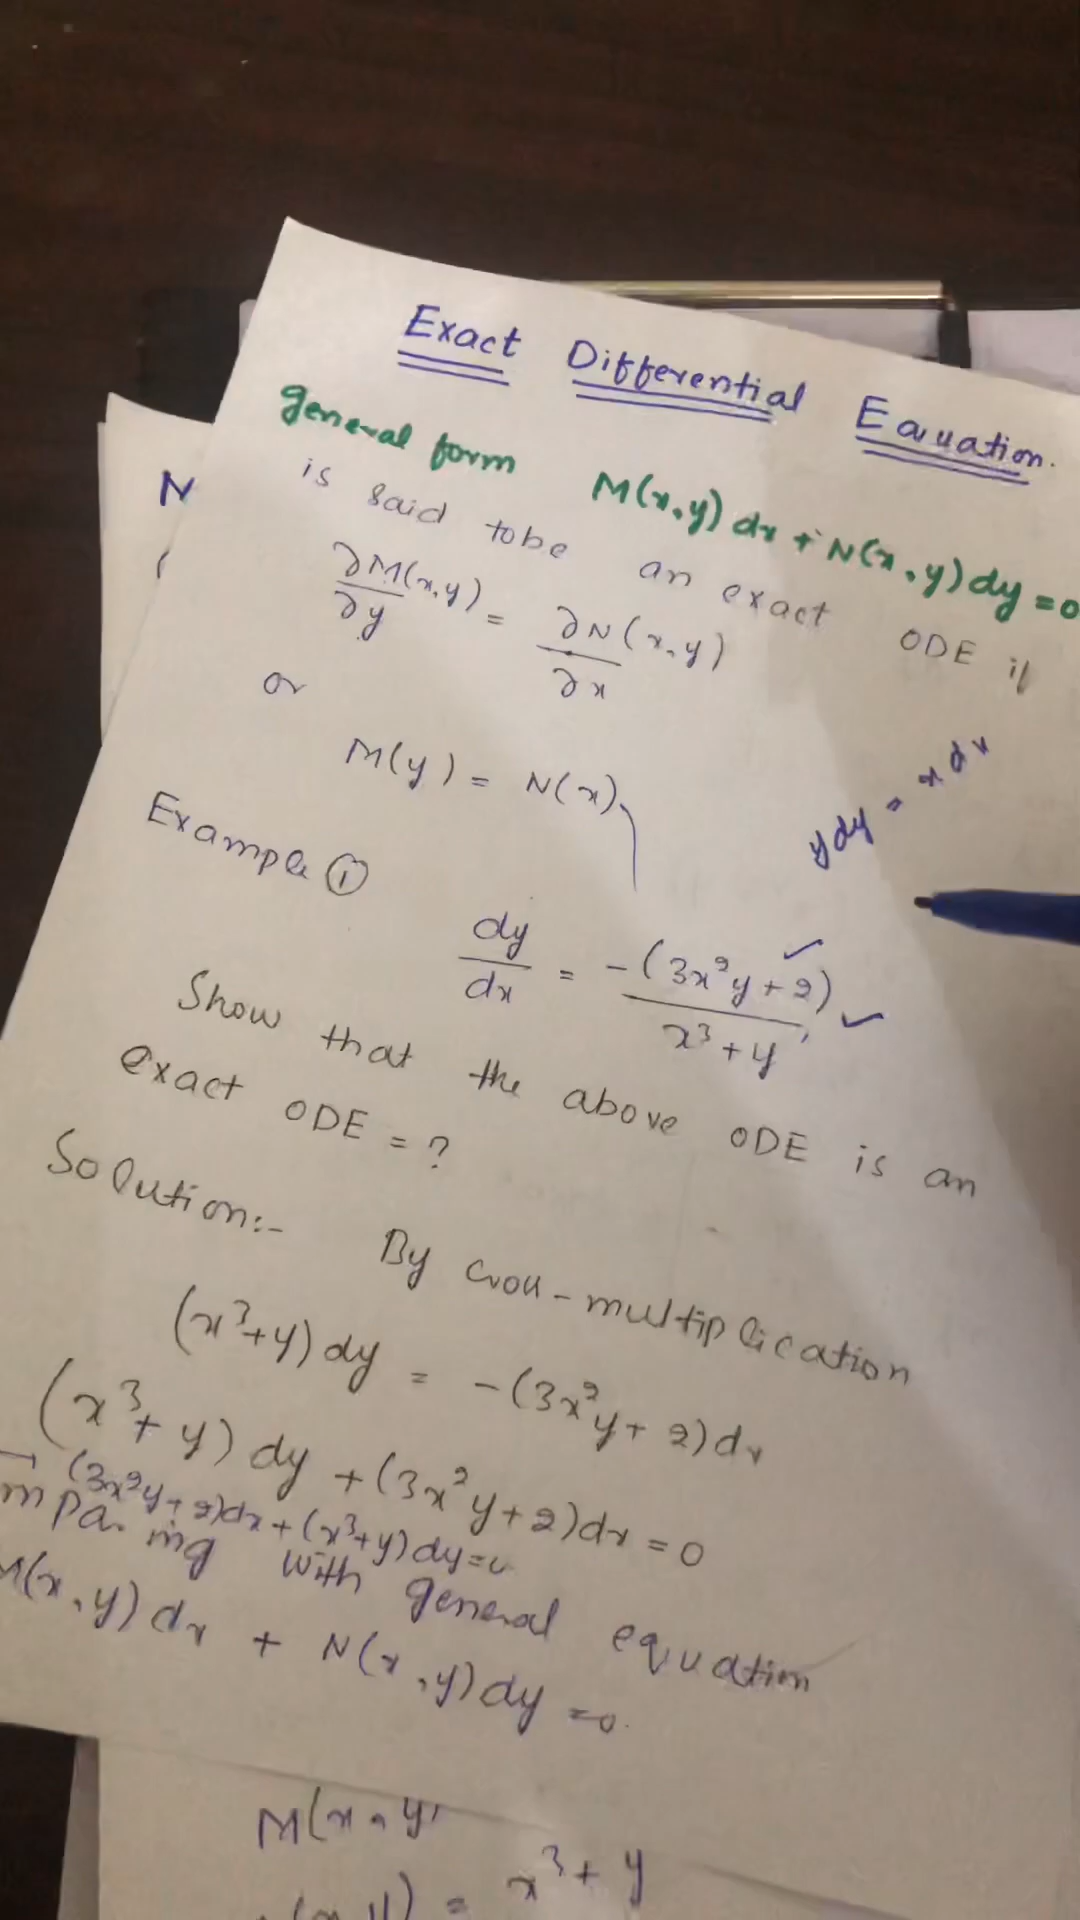 Exact Differential Equation.
general form M(x,y) dx + N(x,y) dy = 0
is said tobe an exact ODE if
∂M(x,y)/∂y = ∂N(x,y)/∂x
or
M(y) = N(x)
y dy = x dx
Example ①
dy/dx = -(3x²y+2)/x³+y
Show that the above ODE is an
exact ODE = ?
Solution:- By cross-multiplication
(x³+y) dy = -(3x²y+2) dx
(x³+y) dy + (3x²y+2) dx = 0
→ (3x²y+2)dx + (x³+y) dy = 0
mparing with general equation
M(x,y) dx + N(x,y) dy = 0.
N
(
M(x,y)
(x,y) = x³+y